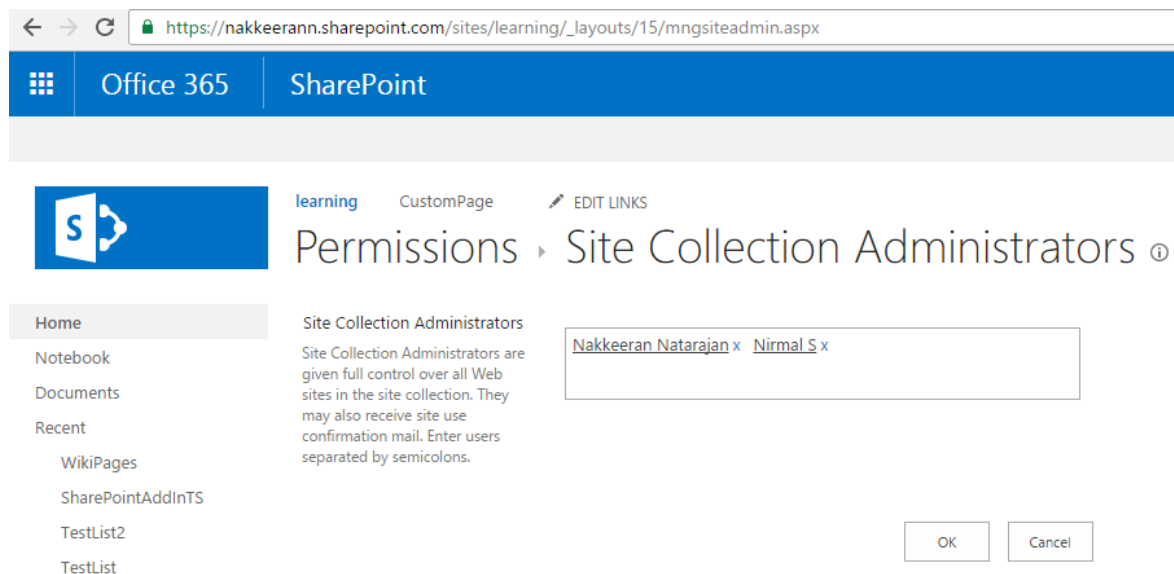 https://nakkeerann.sharepoint.com/sites/learning/_layouts/15/mngsiteadmin.aspx
Office 365 SharePoint
S
learning CustomPage EDIT LINKS
Permissions ▸ Site Collection Administrators
Home
Notebook
Documents
Recent
WikiPages
SharePointAddInTS
TestList2
TestList
Site Collection Administrators
Site Collection Administrators are
given full control over all Web
sites in the site collection. They
may also receive site use
confirmation mail. Enter users
separated by semicolons.
Nakkeeran Natarajan x Nirmal S x
OK Cancel